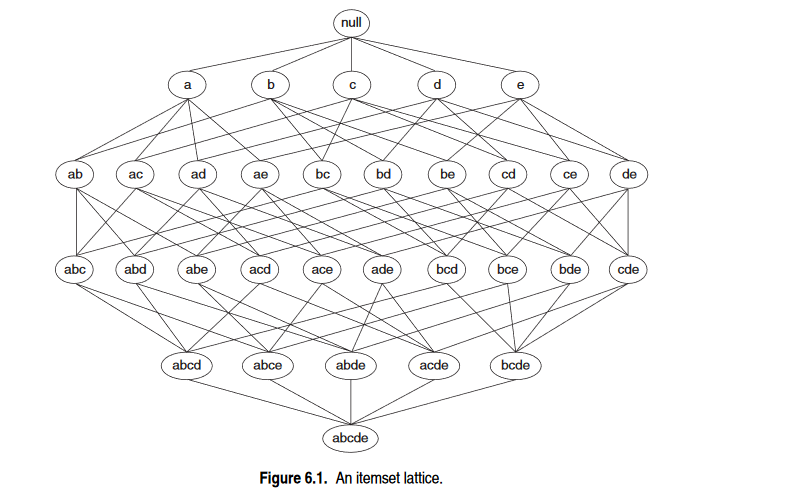 null
a b c d e
ab ac ad ae bc bd be cd ce de
abc abd abe acd ace ade bcd bce bde cde
abcd abce abde acde bcde
abcde
Figure 6.1. An itemset lattice.